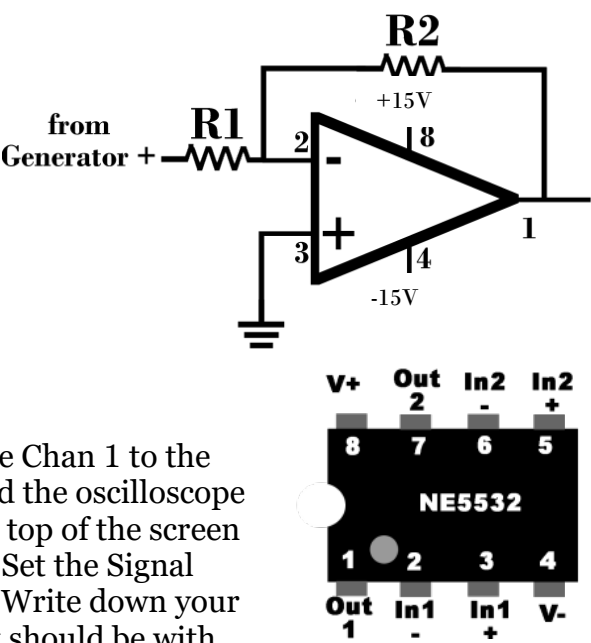 R2
+15V
from
Generator +
R1
2
-
8
+
3
1
4
-15V
V+
Out
2
In2
-
In2
+
8
7
6
5
NE5532
1
2
3
4
Out
1
In1
-
In1
+
V-
e Chan 1 to the
d the oscilloscope
top of the screen
Set the Signal
Write down your
should be with